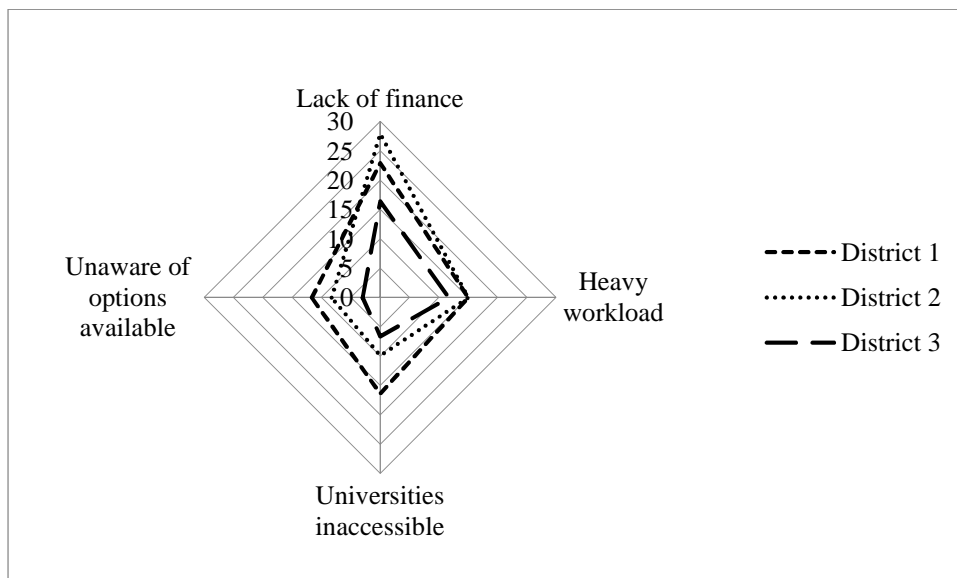 Lack of finance
30
25
20
15
10
5
0
Unaware of
options
available
Heavy
workload
Universities
inaccessible
District 1
District 2
District 3